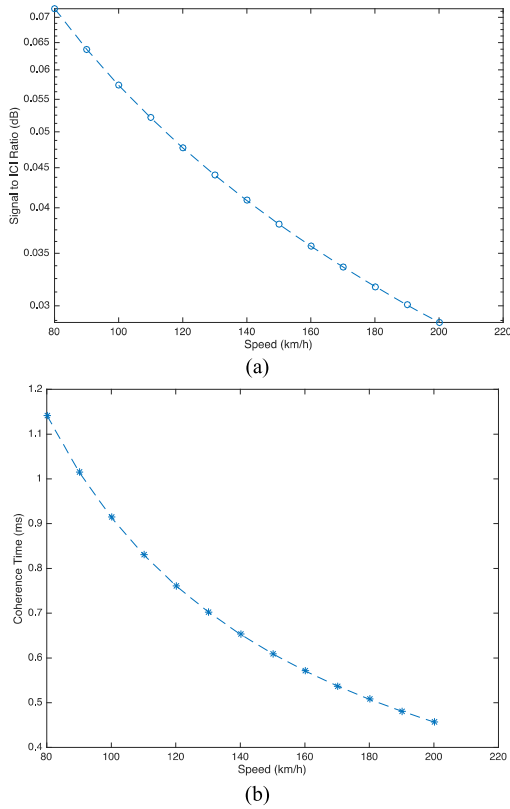 0.07
0.065
0.06
0.055
0.05
0.045
0.04
0.035
0.03
Signal to ICI Ratio (dB)
80 100 120 140 160 180 200 220
Speed (km/h)
(a)
1.2
1.1
1
0.9
0.8
0.7
0.6
0.5
0.4
Coherence Time (ms)
80 100 120 140 160 180 200 220
Speed (km/h)
(b)